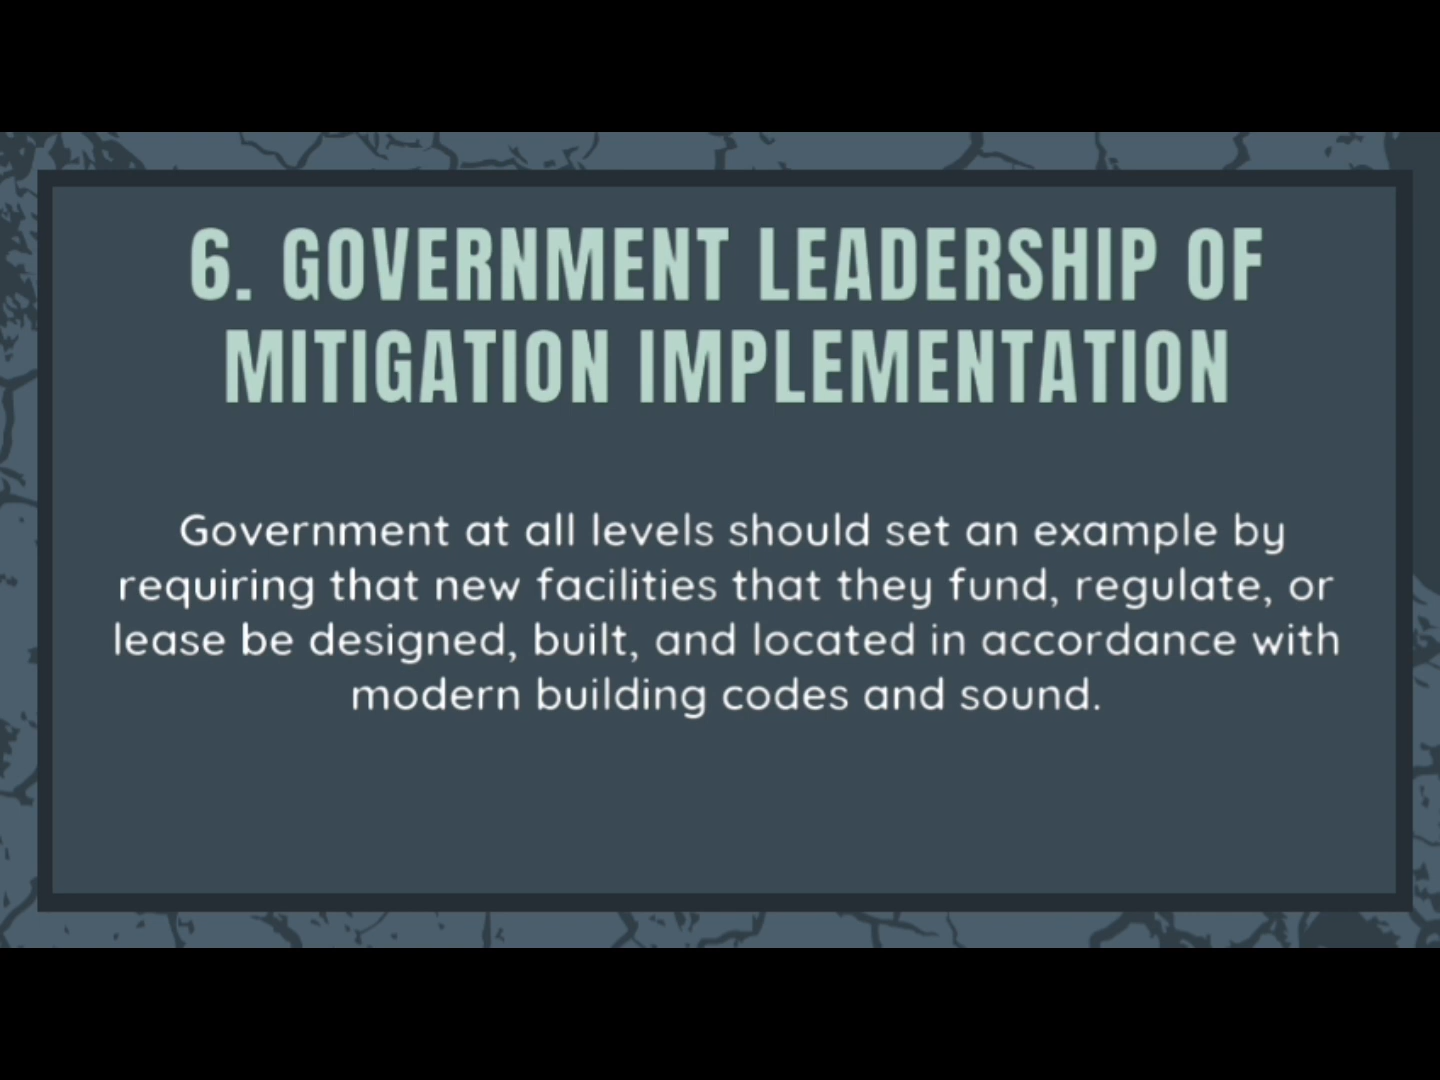 6. GOVERNMENT LEADERSHIP OF
MITIGATION IMPLEMENTATION
Government at all levels should set an example by
requiring that new facilities that they fund, regulate, or
lease be designed, built, and located in accordance with
modern building codes and sound.